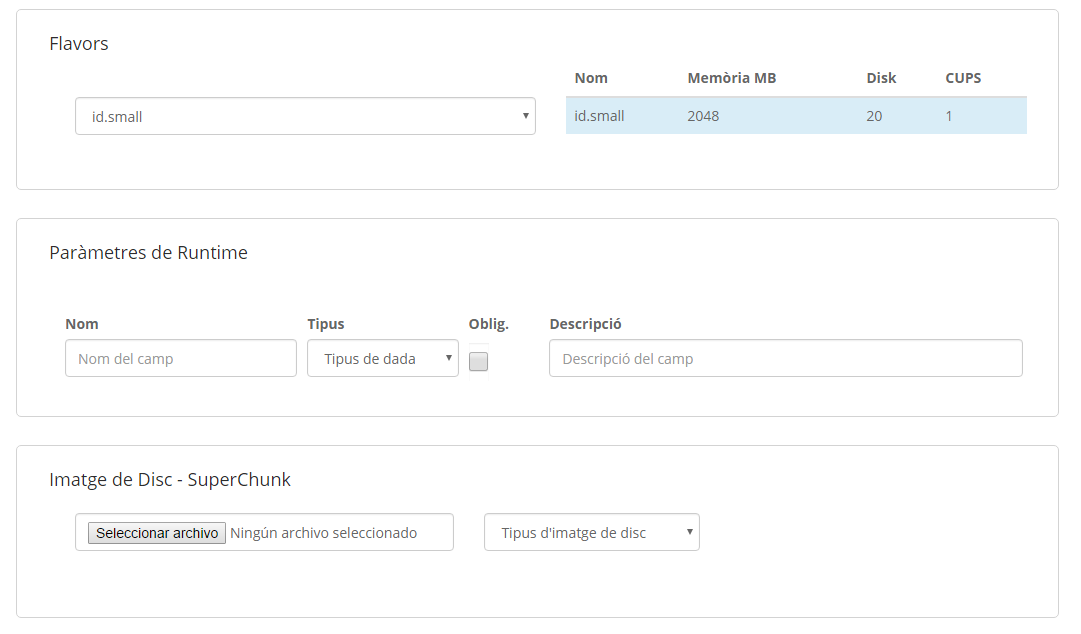 Flavors
Nom Memòria MB Disk CUPS
id.small
id.small 2048 20 1
Paràmetres de Runtime
Nom Tipus Oblig. Descripció
Nom del camp Tipus de dada Descripció del camp
Imatge de Disc - SuperChunk
Seleccionar archivo Ningún archivo seleccionado Tipus d'imatge de disc